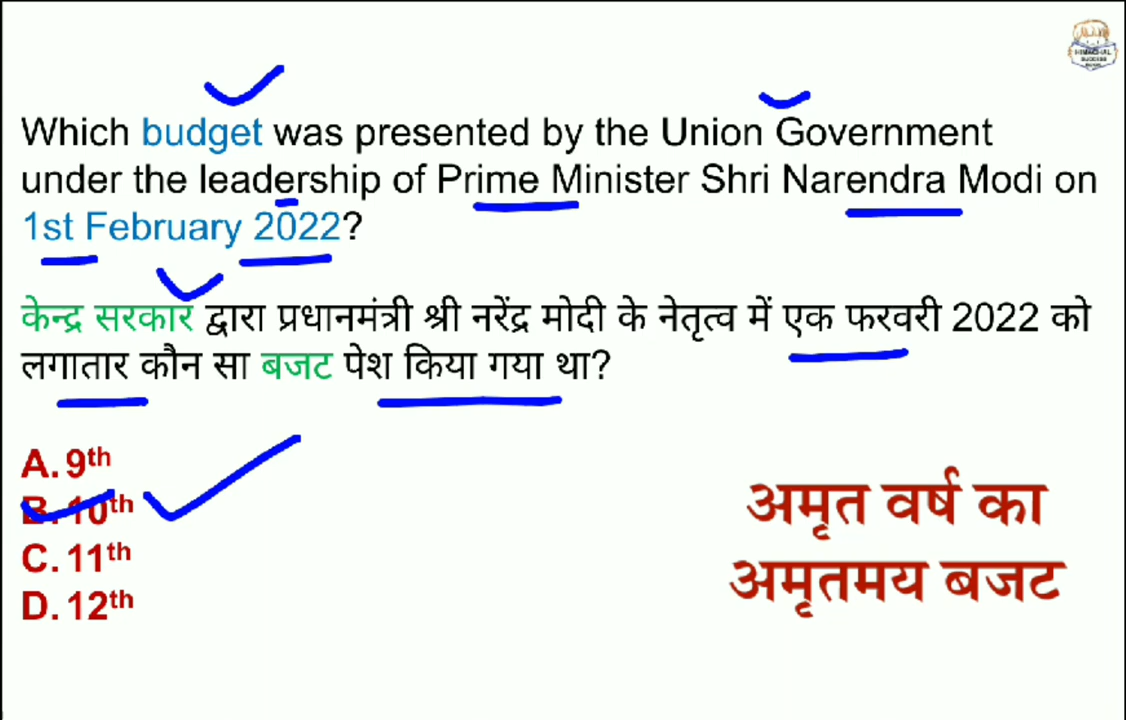 HIMACHAL
SUCCESS
Which budget was presented by the Union Government
under the leadership of Prime Minister Shri Narendra Modi on
1st February 2022?
केन्द्र सरकार द्वारा प्रधानमंत्री श्री नरेंद्र मोदी के नेतृत्व में एक फरवरी 2022 को
लगातार कौन सा बजट पेश किया गया था?
A. 9th
B. 10th
C. 11th
D. 12th
अमृत वर्ष का
अमृतमय बजट